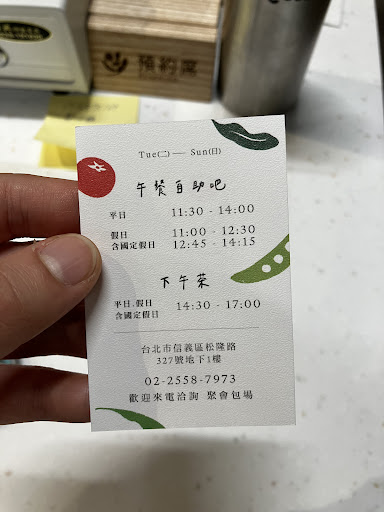 預約席
Tue(二) — Sun(日)
午餐自助吧
平日 11:30 - 14:00
假日 11:00 - 12:30
含國定假日 12:45 - 14:15
下午茶
平日.假日 14:30 - 17:00
含國定假日
台北市信義區松隆路
327號地下1樓
02-2558-7973
歡迎來電洽詢 聚會包場